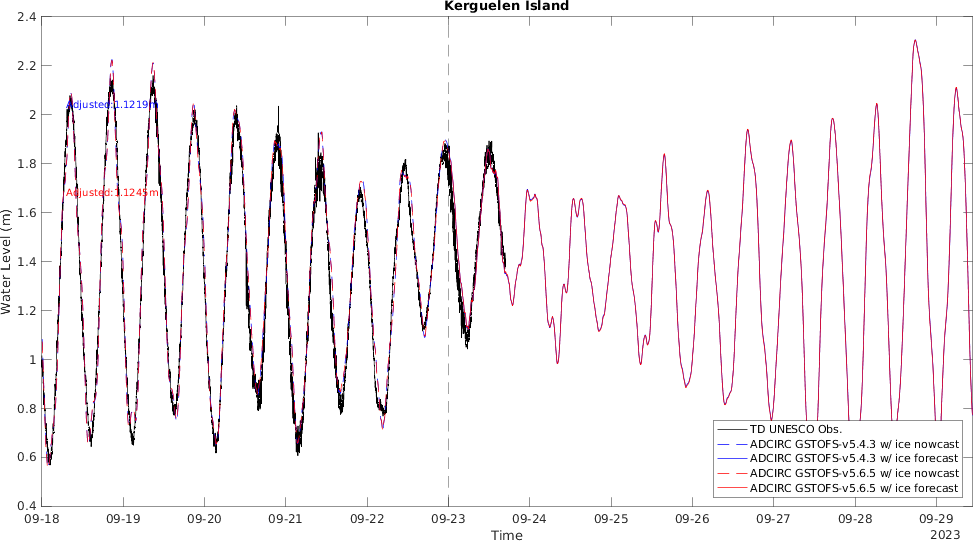 Kerguelen Island
2.4
2.2
2
1.8
1.6
1.4
1.2
1
0.8
0.6
0.4
Water Level (m)
Adjusted:1.1219m
Adjusted:1.1245m
TD UNESCO Obs.
ADCIRC GSTOFS-v5.4.3 w/ ice nowcast
ADCIRC GSTOFS-v5.4.3 w/ ice forecast
ADCIRC GSTOFS-v5.6.5 w/ ice nowcast
ADCIRC GSTOFS-v5.6.5 w/ ice forecast
09-18 09-19 09-20 09-21 09-22 09-23 09-24 09-25 09-26 09-27 09-28 09-29
2023
Time